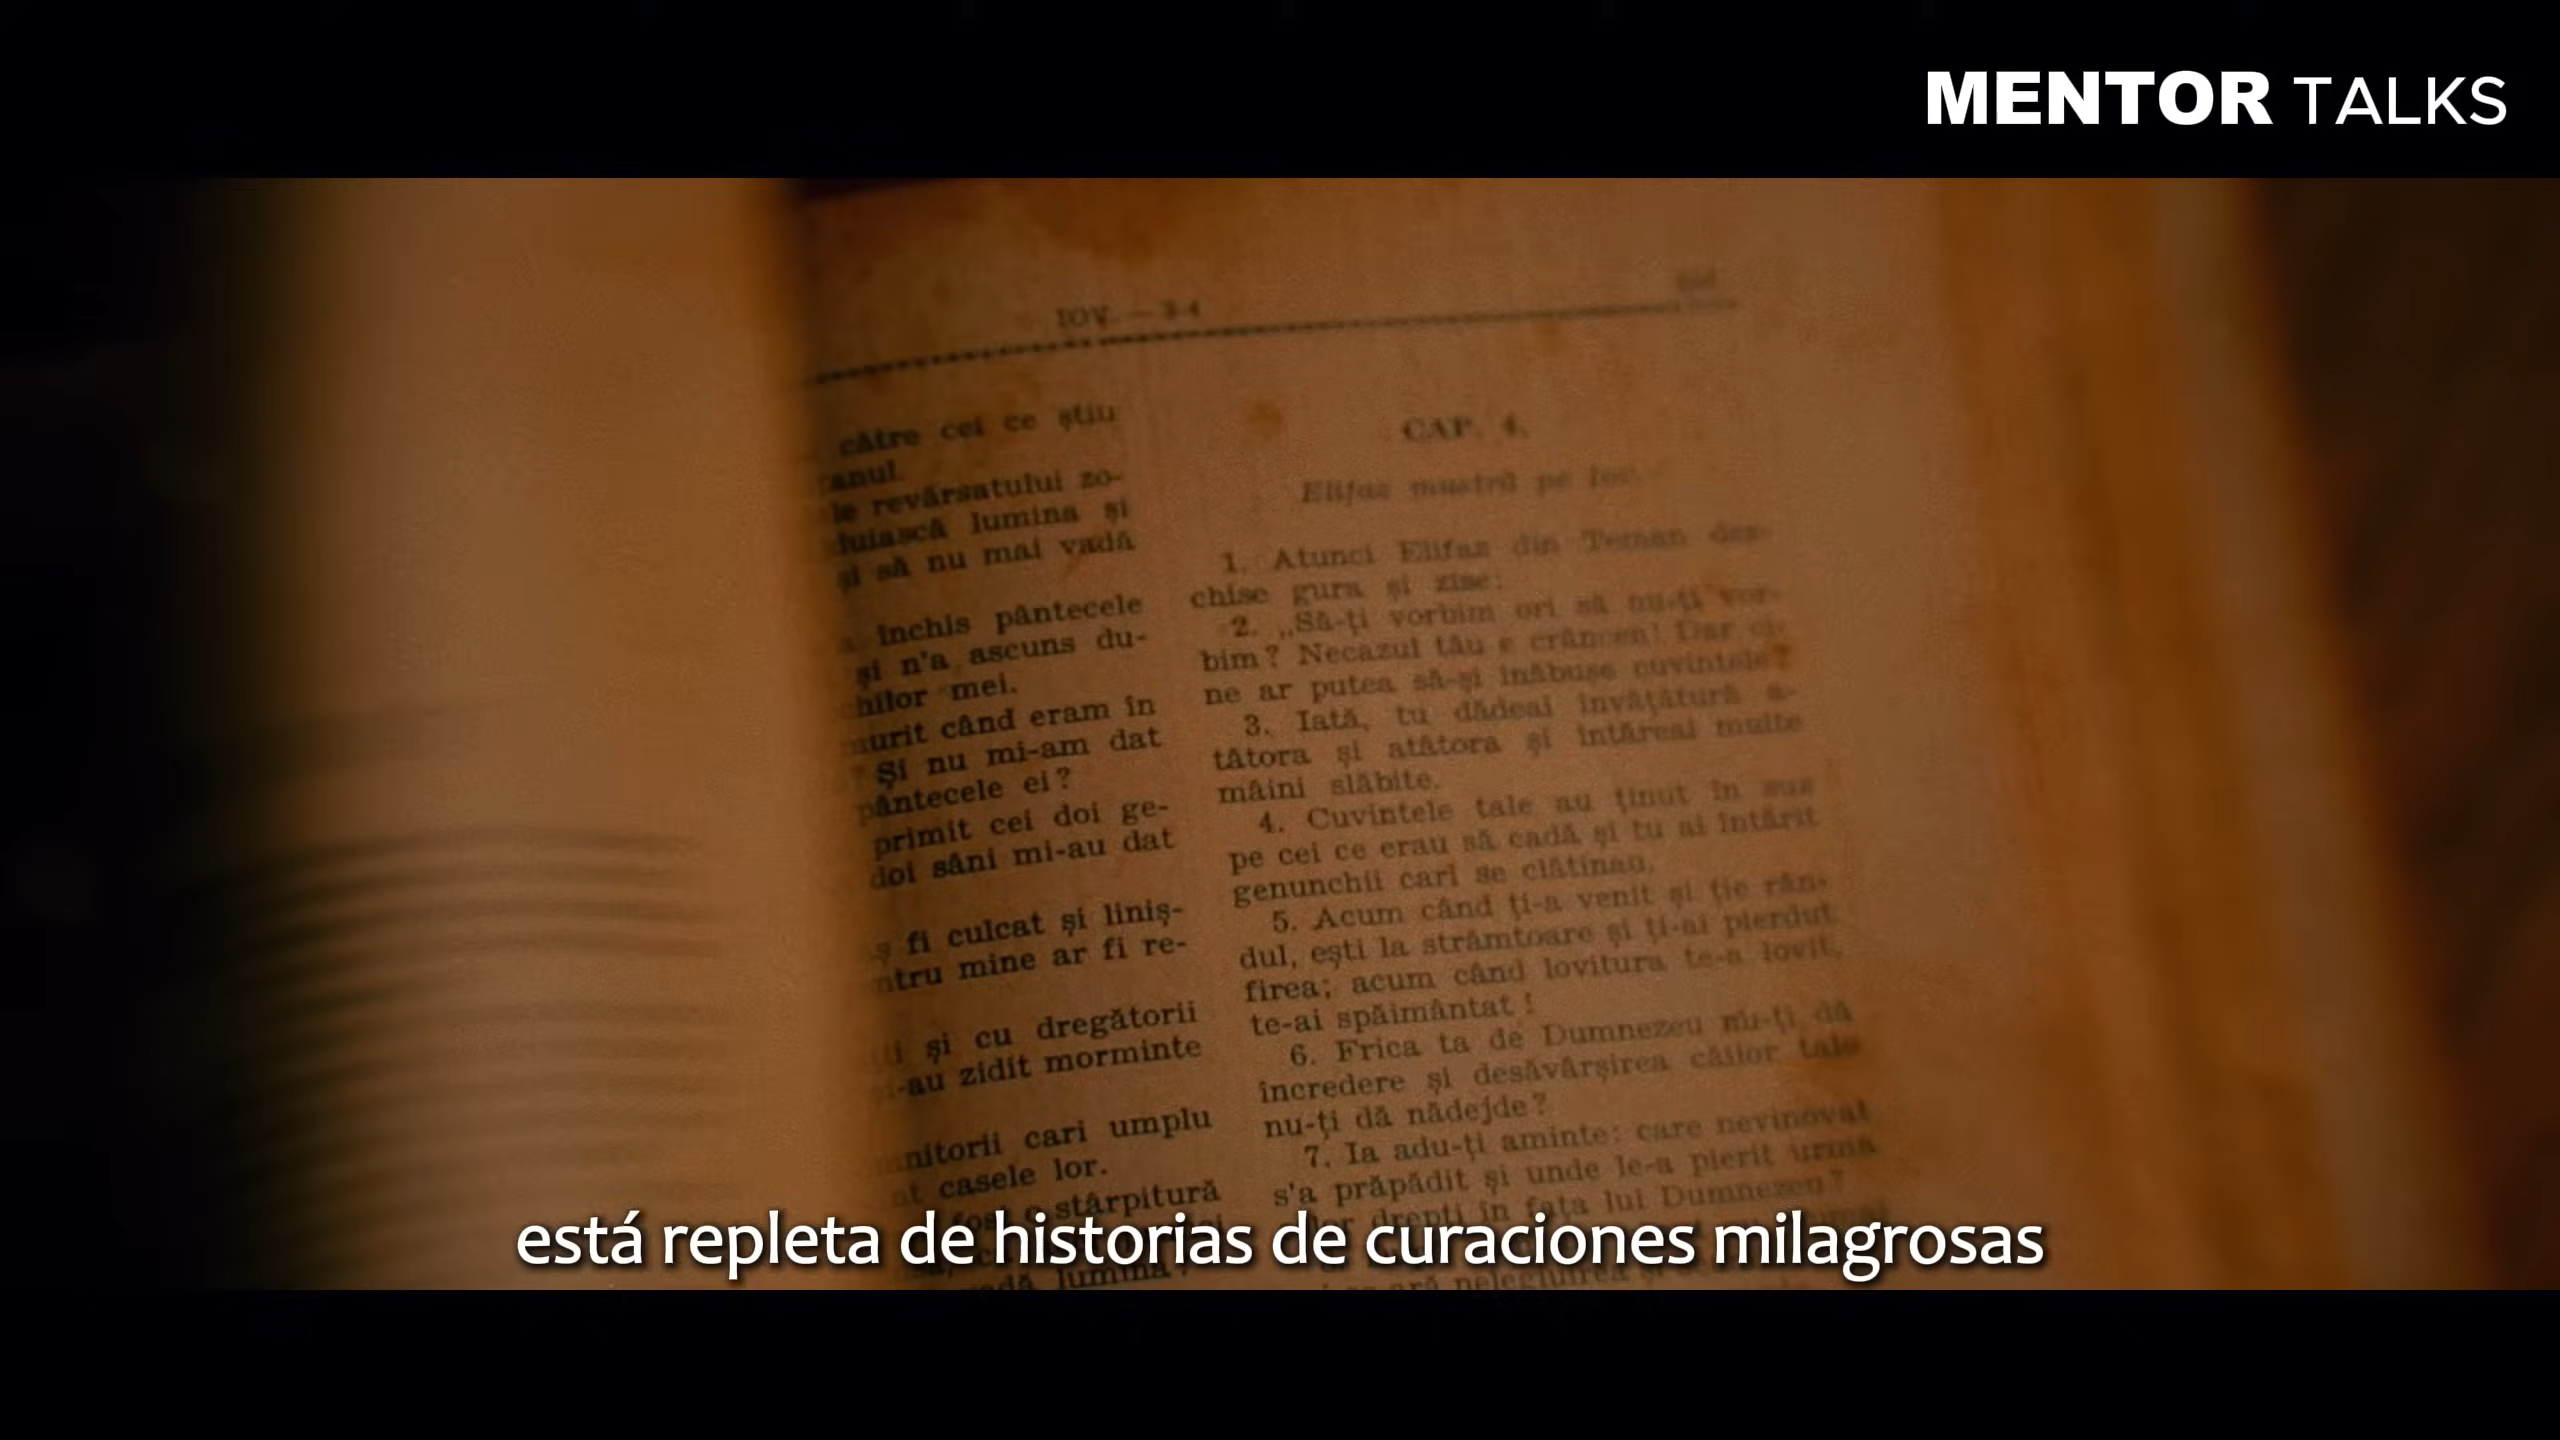 MENTOR TALKS
IOV. — 3-4
către cei ce știu
revărsatului zo-
lumina și
și să nu mai vadă
închis pântecele
și n'a ascuns du-
mei.
când eram în
Și nu mi-am dat
pântecele ei?
primit cei doi ge-
doi sâni mi-au dat
fi culcat și liniș-
mine ar fi re-
și cu dregătorii
-au zidit morminte
cari umplu
casele lor.
stârpitură
lumina?
CAP. 4.
Elifaz mustră pe Iov.
1. Atunci Elifaz din Teman des-
chise gura și zise:
2. „Să-ți vorbim ori să nu-ți vor-
bim? Necazul tău e crâncen! Dar ci-
ne ar putea să-și înăbușe cuvintele?
3. Iată, tu dădeai învățătură a-
tâtora și atâtora și întăreai multe
mâini slăbite.
4. Cuvintele tale au ținut în sus
pe cei ce erau să cadă și tu ai întărit
genunchii cari se clătinau,
5. Acum când ți-a venit și ție rân-
dul, ești la strâmtoare și ți-ai pierdut
firea; acum când lovitura te-a lovit,
te-ai spăimântat!
6. Frica ta de Dumnezeu nu-ți dă
încredere și desăvârșirea căilor tale
nu-ți dă nădejde?
7. Ia adu-ți aminte: care nevinovat
s'a prăpădit și unde le-a pierit urma
drepți în fața lui Dumnezeu?
está repleta de historias de curaciones milagrosas